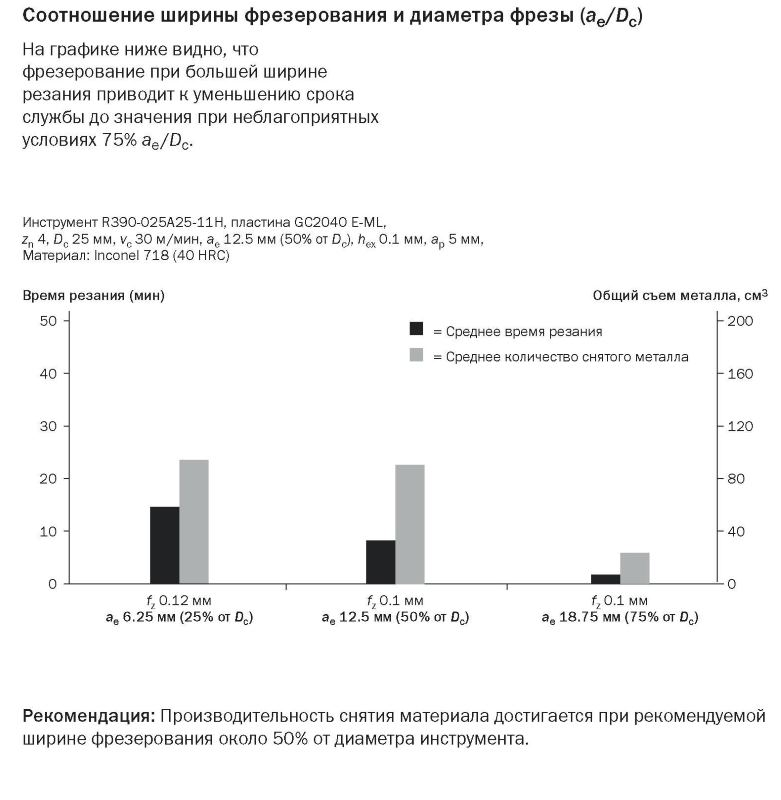 Соотношение ширины фрезерования и диаметра фрезы (ae/Dc)
На графике ниже видно, что
фрезерование при большей ширине
резания приводит к уменьшению срока
службы до значения при неблагоприятных
условиях 75% ae/Dc.
Инструмент R390-025A25-11H, пластина GC2040 E-ML,
zn 4, Dc 25 мм, vc 30 м/мин, ae 12.5 мм (50% от Dc), hex 0.1 мм, ap 5 мм,
Материал: Inconel 718 (40 HRC)
Время резания (мин) Общий съем металла, см³
50 200
= Среднее время резания
= Среднее количество снятого металла
40 160
30 120
20 80
10 40
0 0
fz 0.12 мм fz 0.1 мм fz 0.1 мм
ae 6.25 мм (25% от Dc) ae 12.5 мм (50% от Dc) ae 18.75 мм (75% от Dc)
Рекомендация: Производительность снятия материала достигается при рекомендуемой
ширине фрезерования около 50% от диаметра инструмента.